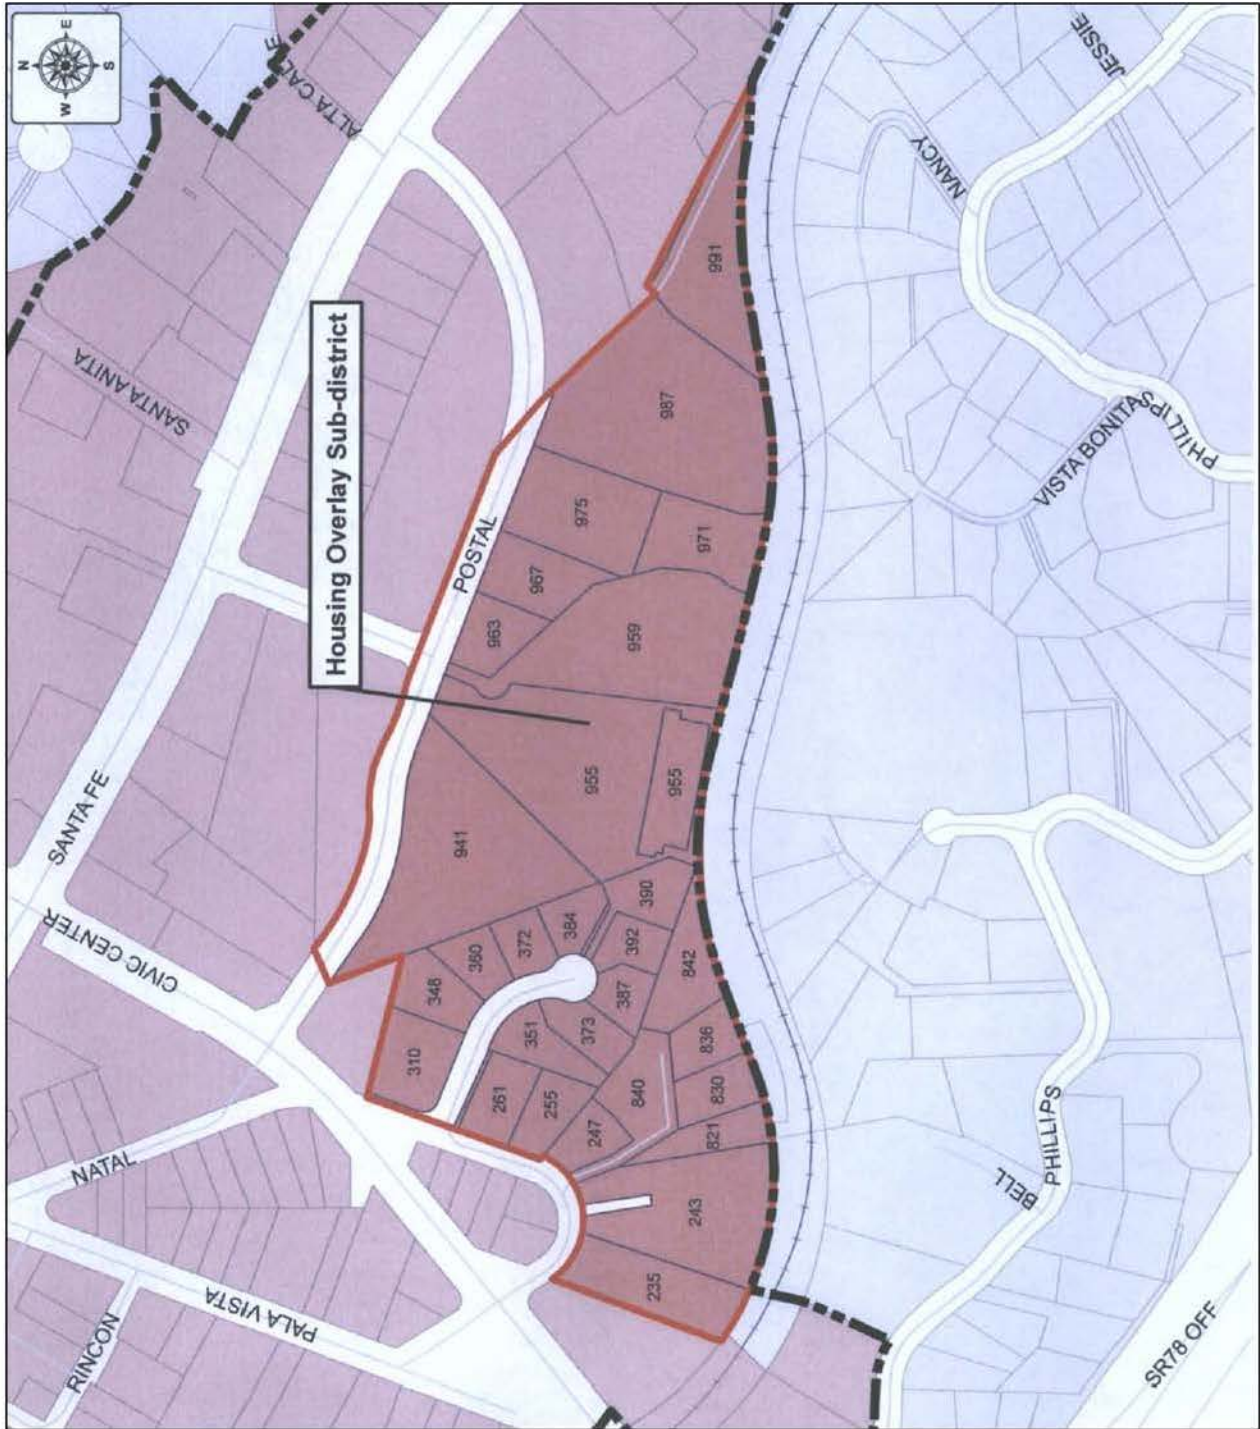 N
W E
S
ALTA CALLE
JESSIE
NANCY
SANTA ANITA
Housing Overlay Sub-district
991
987
VISTA BONITA
PHILLIPS
POSTAL
975
971
967
963
959
SANTA FE
955
955
941
CIVIC CENTER
390
384
392
372
360
842
348
387
351
373
836
310
840
830
261
255
247
821
NATAL
243
BELL
PHILLIPS
235
PALA VISTA
RINCON
SR78 OFF